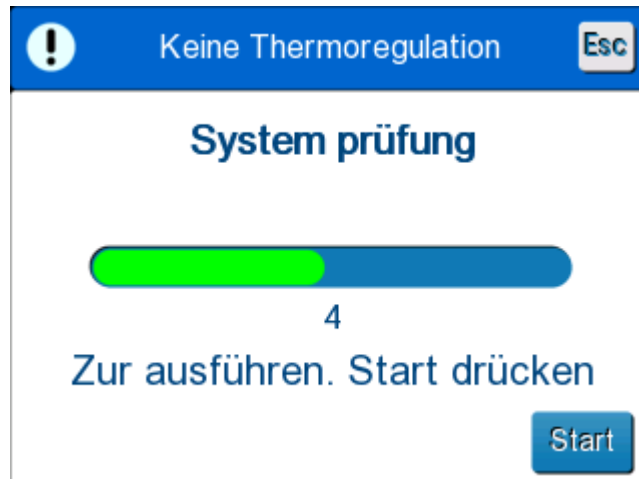 Keine Thermoregulation
Esc
System prüfung
4
Zur ausführen. Start drücken
Start